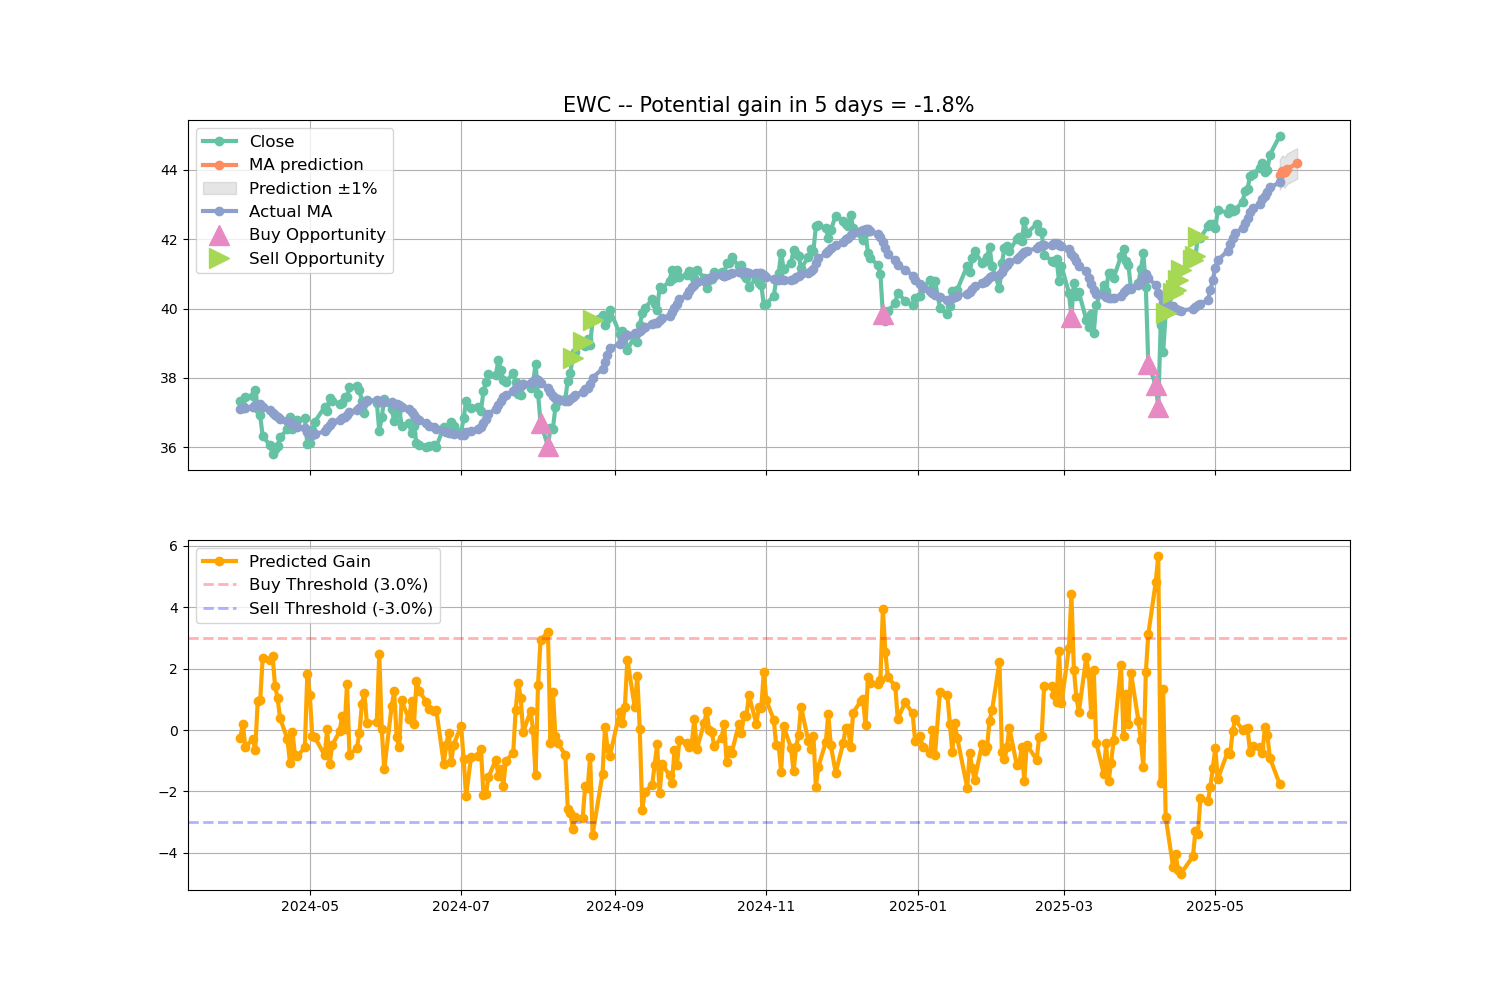 EWC -- Potential gain in 5 days = -1.8%
Close
MA prediction
Prediction ±1%
Actual MA
Buy Opportunity
Sell Opportunity
44
42
40
38
36
Predicted Gain
Buy Threshold (3.0%)
Sell Threshold (-3.0%)
6
4
2
0
−2
−4
2024-05
2024-07
2024-09
2024-11
2025-01
2025-03
2025-05